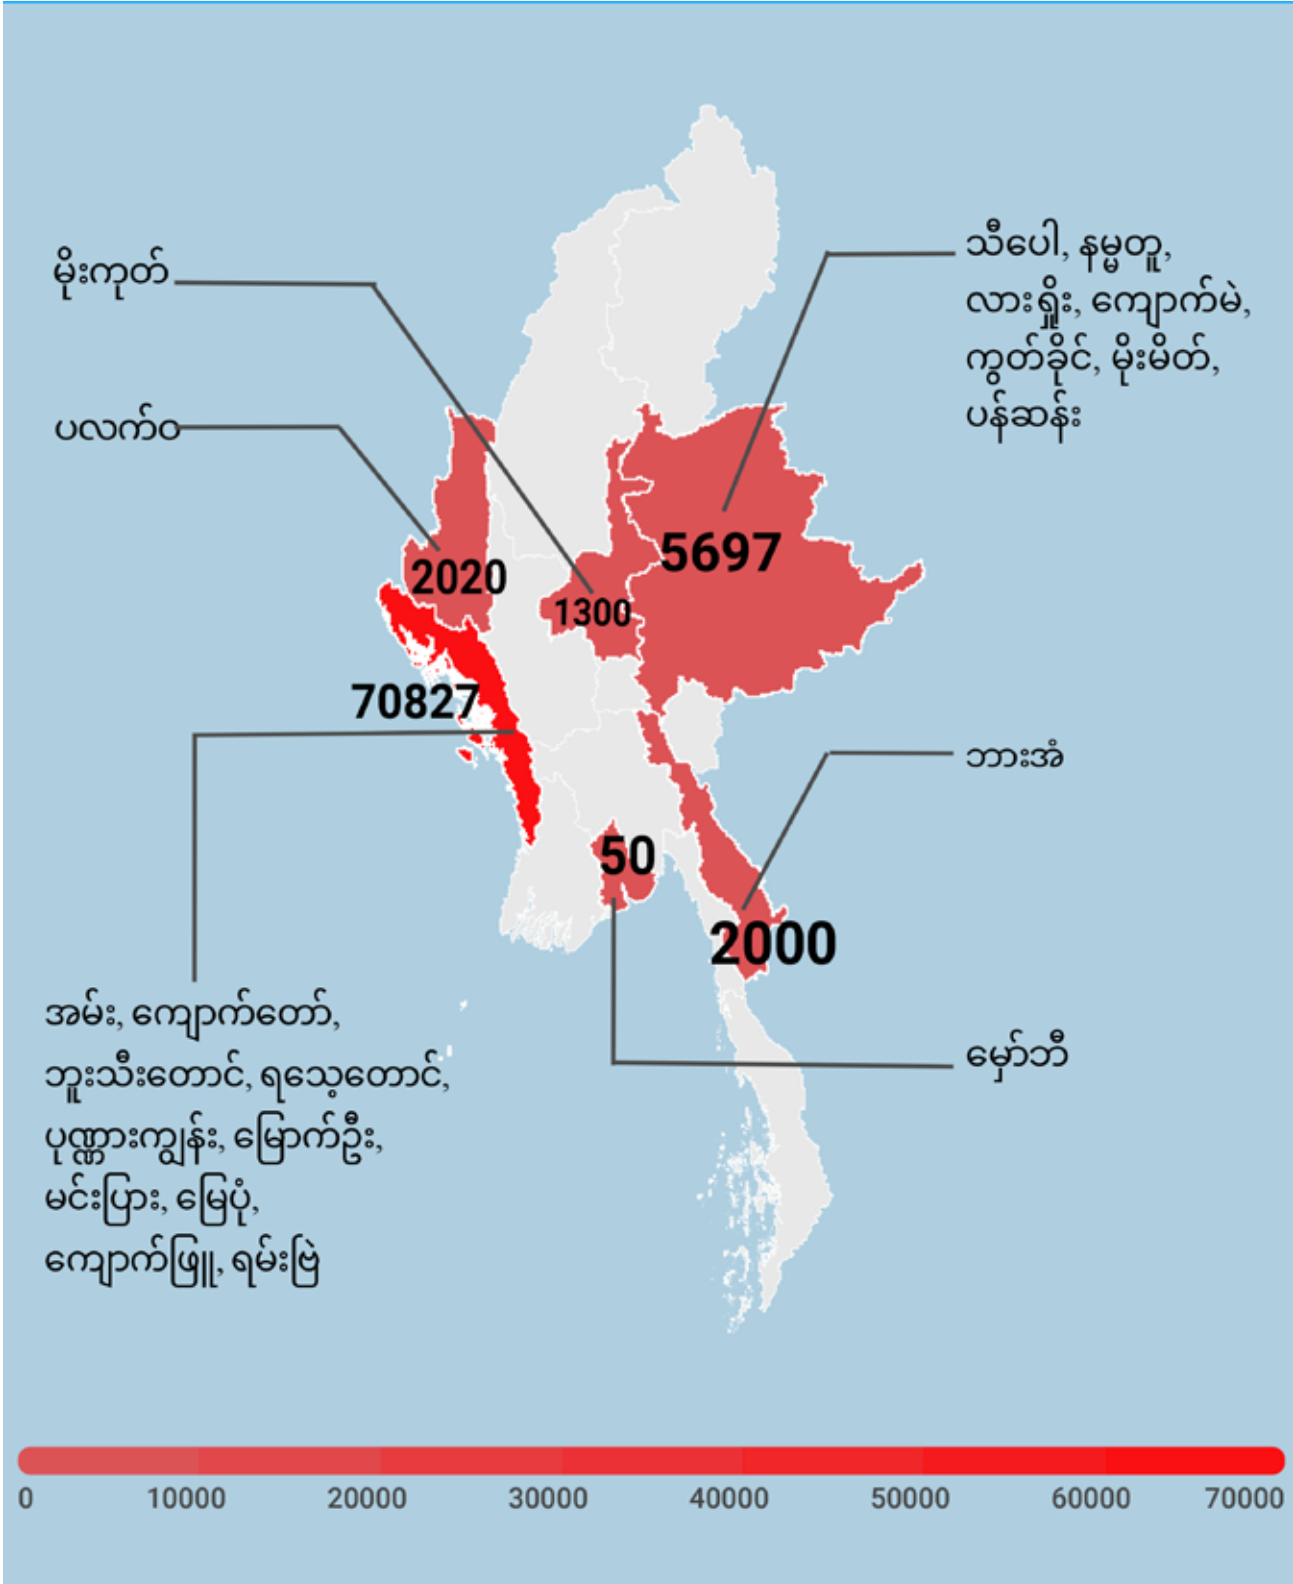 မိုးကုတ်
ပလက်ဝ
သီပေါ, နမ္မတူ,
လားရှိုး, ကျောက်မဲ,
ကွတ်ခိုင်, မိုးမိတ်,
ပန်ဆန်း
5697
2020
1300
70827
ဘားအံ
50
2000
မှော်ဘီ
အမ်း, ကျောက်တော်,
ဘူးသီးတောင်, ရသေ့တောင်,
ပုဏ္ဏားကျွန်း, မြောက်ဦး,
မင်းပြား, မြေပုံ,
ကျောက်ဖြူ, ရမ်းဗြဲ
0 10000 20000 30000 40000 50000 60000 70000